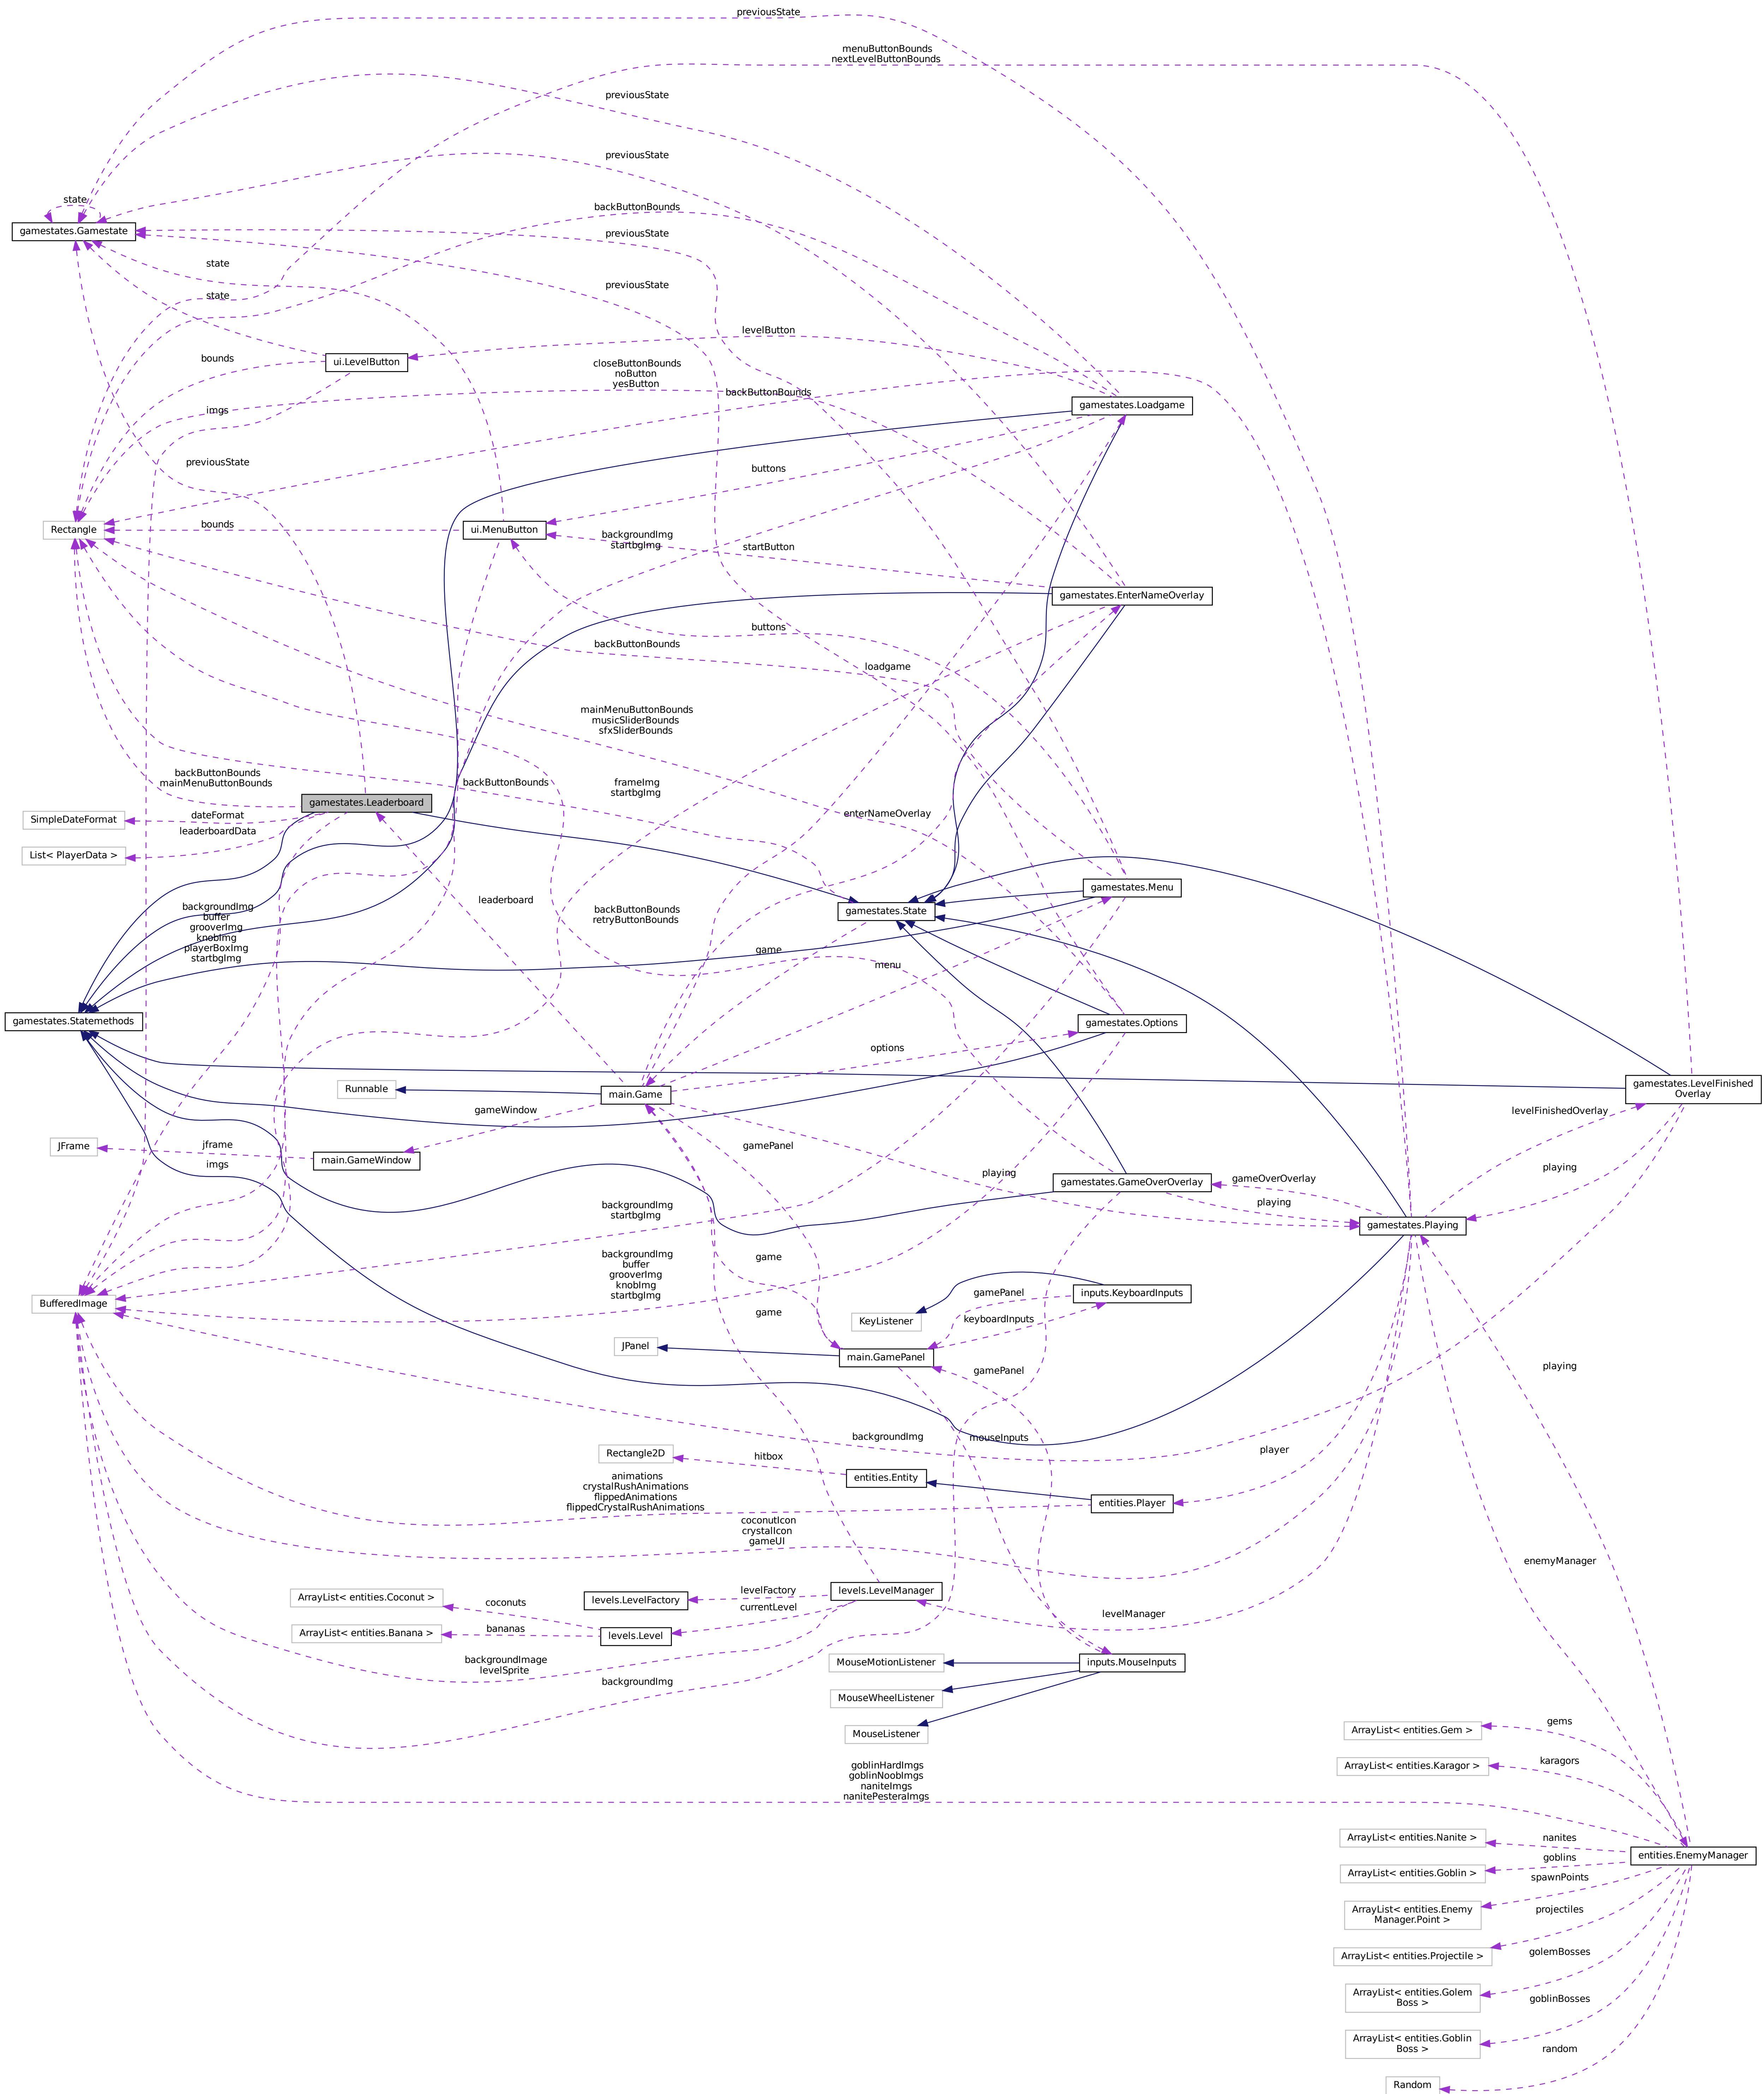 previousState
menuButtonBounds
nextLevelButtonBounds
previousState
previousState
state
backButtonBounds
gamestates.Gamestate
previousState
state
previousState
state
levelButton
bounds
ui.LevelButton
closeButtonBounds
noButton
yesButton
backButtonBounds
gamestates.Loadgame
imgs
previousState
buttons
Rectangle
bounds
ui.MenuButton
backgroundImg
startbgImg
startButton
gamestates.EnterNameOverlay
buttons
backButtonBounds
loadgame
mainMenuButtonBounds
musicSliderBounds
sfxSliderBounds
backButtonBounds
mainMenuButtonBounds
backButtonBounds
frameImg
startbgImg
gamestates.Leaderboard
SimpleDateFormat
dateFormat
leaderboardData
enterNameOverlay
List< PlayerData >
gamestates.Menu
leaderboard
backgroundImg
buffer
grooverImg
knobImg
playerBoxImg
startbgImg
backButtonBounds
retryButtonBounds
gamestates.State
game
menu
gamestates.Statemethods
gamestates.Options
options
Runnable
main.Game
gamestates.LevelFinished
Overlay
gameWindow
levelFinishedOverlay
JFrame
jframe
gamePanel
main.GameWindow
imgs
playing
playing
gamestates.GameOverOverlay
gameOverOverlay
playing
backgroundImg
startbgImg
gamestates.Playing
game
backgroundImg
buffer
grooverImg
knobImg
startbgImg
gamePanel
inputs.KeyboardInputs
BufferedImage
game
KeyListener
keyboardInputs
JPanel
main.GamePanel
gamePanel
playing
backgroundImg
mouseInputs
Rectangle2D
hitbox
player
entities.Entity
animations
crystalRushAnimations
flippedAnimations
flippedCrystalRushAnimations
entities.Player
coconutIcon
crystalIcon
gameUI
enemyManager
levels.LevelManager
levelFactory
ArrayList< entities.Coconut >
coconuts
levels.LevelFactory
currentLevel
levelManager
ArrayList< entities.Banana >
bananas
levels.Level
backgroundImage
levelSprite
MouseMotionListener
inputs.MouseInputs
backgroundImg
MouseWheelListener
MouseListener
ArrayList< entities.Gem >
gems
goblinHardImgs
goblinNoobImgs
naniteImgs
nanitePesteraImgs
ArrayList< entities.Karagor >
karagors
ArrayList< entities.Nanite >
nanites
entities.EnemyManager
goblins
ArrayList< entities.Goblin >
spawnPoints
ArrayList< entities.Enemy
Manager.Point >
projectiles
ArrayList< entities.Projectile >
golemBosses
ArrayList< entities.Golem
Boss >
goblinBosses
ArrayList< entities.Goblin
Boss >
random
Random